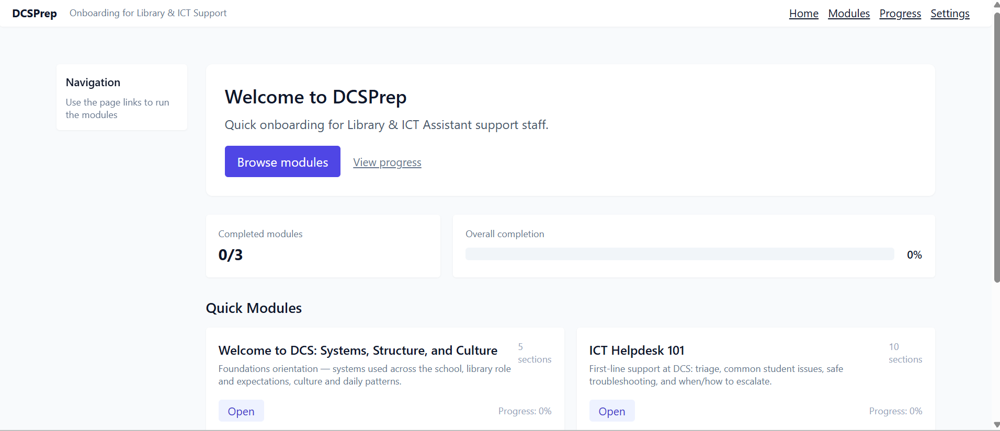 DCSPrep Onboarding for Library & ICT Support Home Modules Progress Settings
Navigation
Use the page links to run
the modules
Welcome to DCSPrep
Quick onboarding for Library & ICT Assistant support staff.
Browse modules View progress
Completed modules
0/3
Overall completion
0%
Quick Modules
Welcome to DCS: Systems, Structure, and Culture
5
sections
Foundations orientation — systems used across the school, library role
and expectations, culture and daily patterns.
Open Progress: 0%
ICT Helpdesk 101
10
sections
First-line support at DCS: triage, common student issues, safe
troubleshooting, and when/how to escalate.
Open Progress: 0%